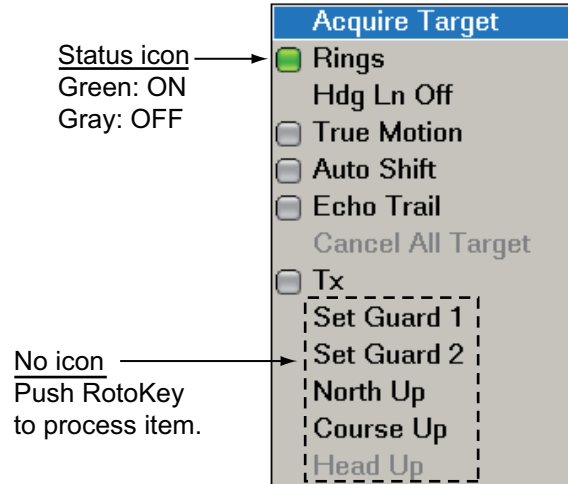 Acquire Target
Status icon
Green: ON
Gray: OFF
Rings
Hdg Ln Off
True Motion
Auto Shift
Echo Trail
Cancel All Target
Tx
No icon
Push RotoKey
to process item.
Set Guard 1
Set Guard 2
North Up
Course Up
Head Up